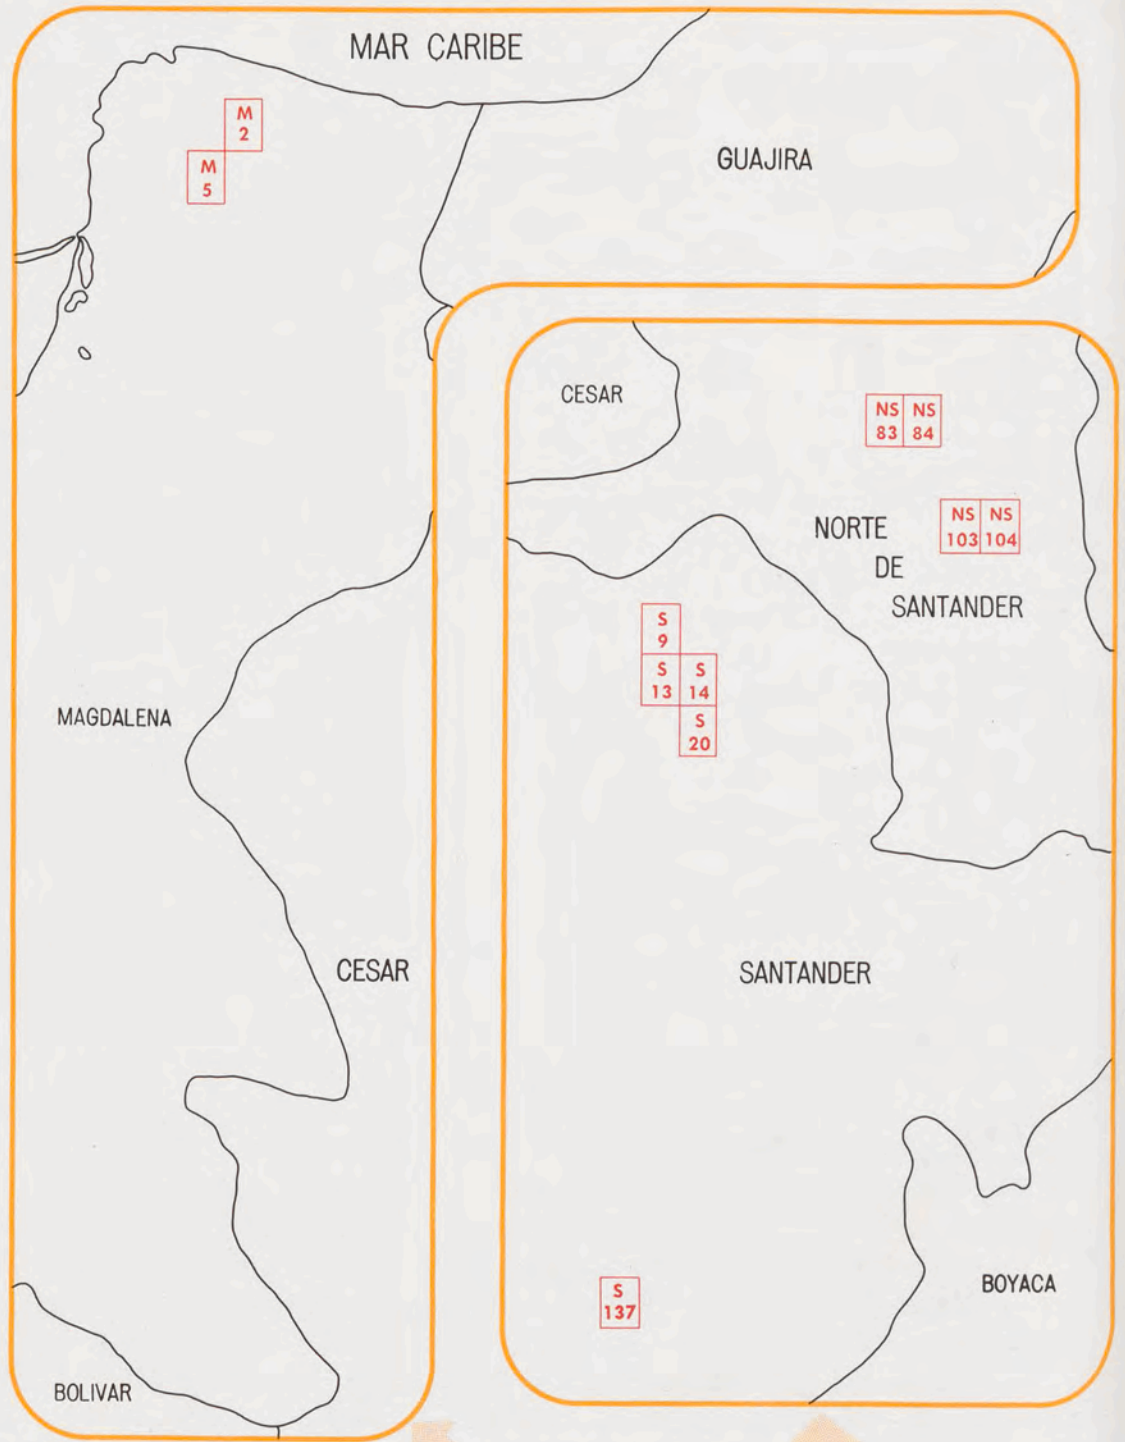 MAR CARIBE
M
2
M
5
GUAJIRA
MAGDALENA
CESAR
BOLIVAR
CESAR
NS NS
83 84
NORTE
DE
SANTANDER
NS NS
103 104
S
9
S S
13 14
S
20
SANTANDER
BOYACA
S
137